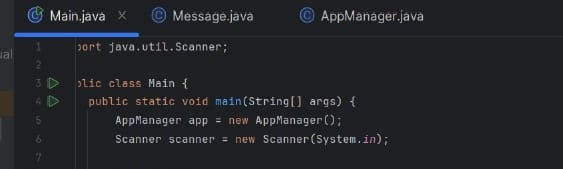 Main.java Message.java AppManager.java
1 port java.util.Scanner;
2
3 blic class Main {
4 public static void main(String[] args) {
5 AppManager app = new AppManager();
6 Scanner scanner = new Scanner(System.in);
7